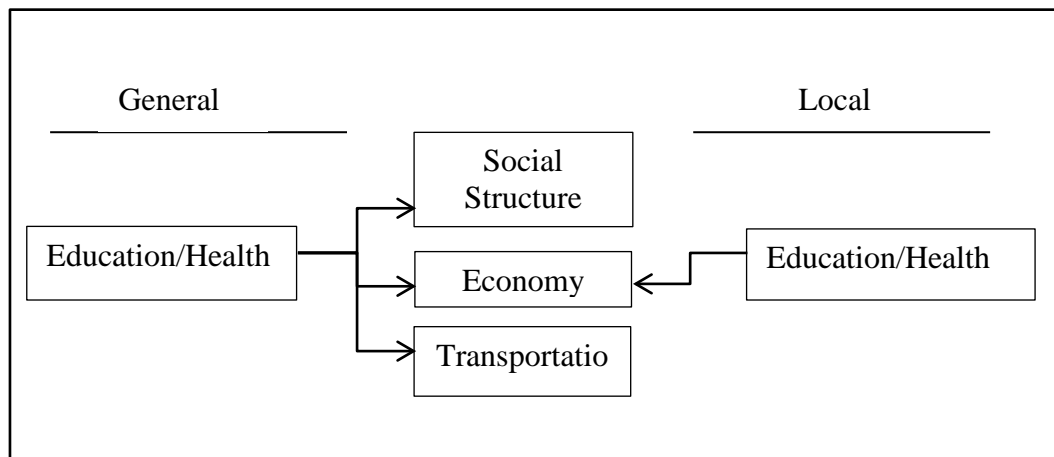 General
Local
Social
Structure
Education/Health
Education/Health
Economy
Transportatio